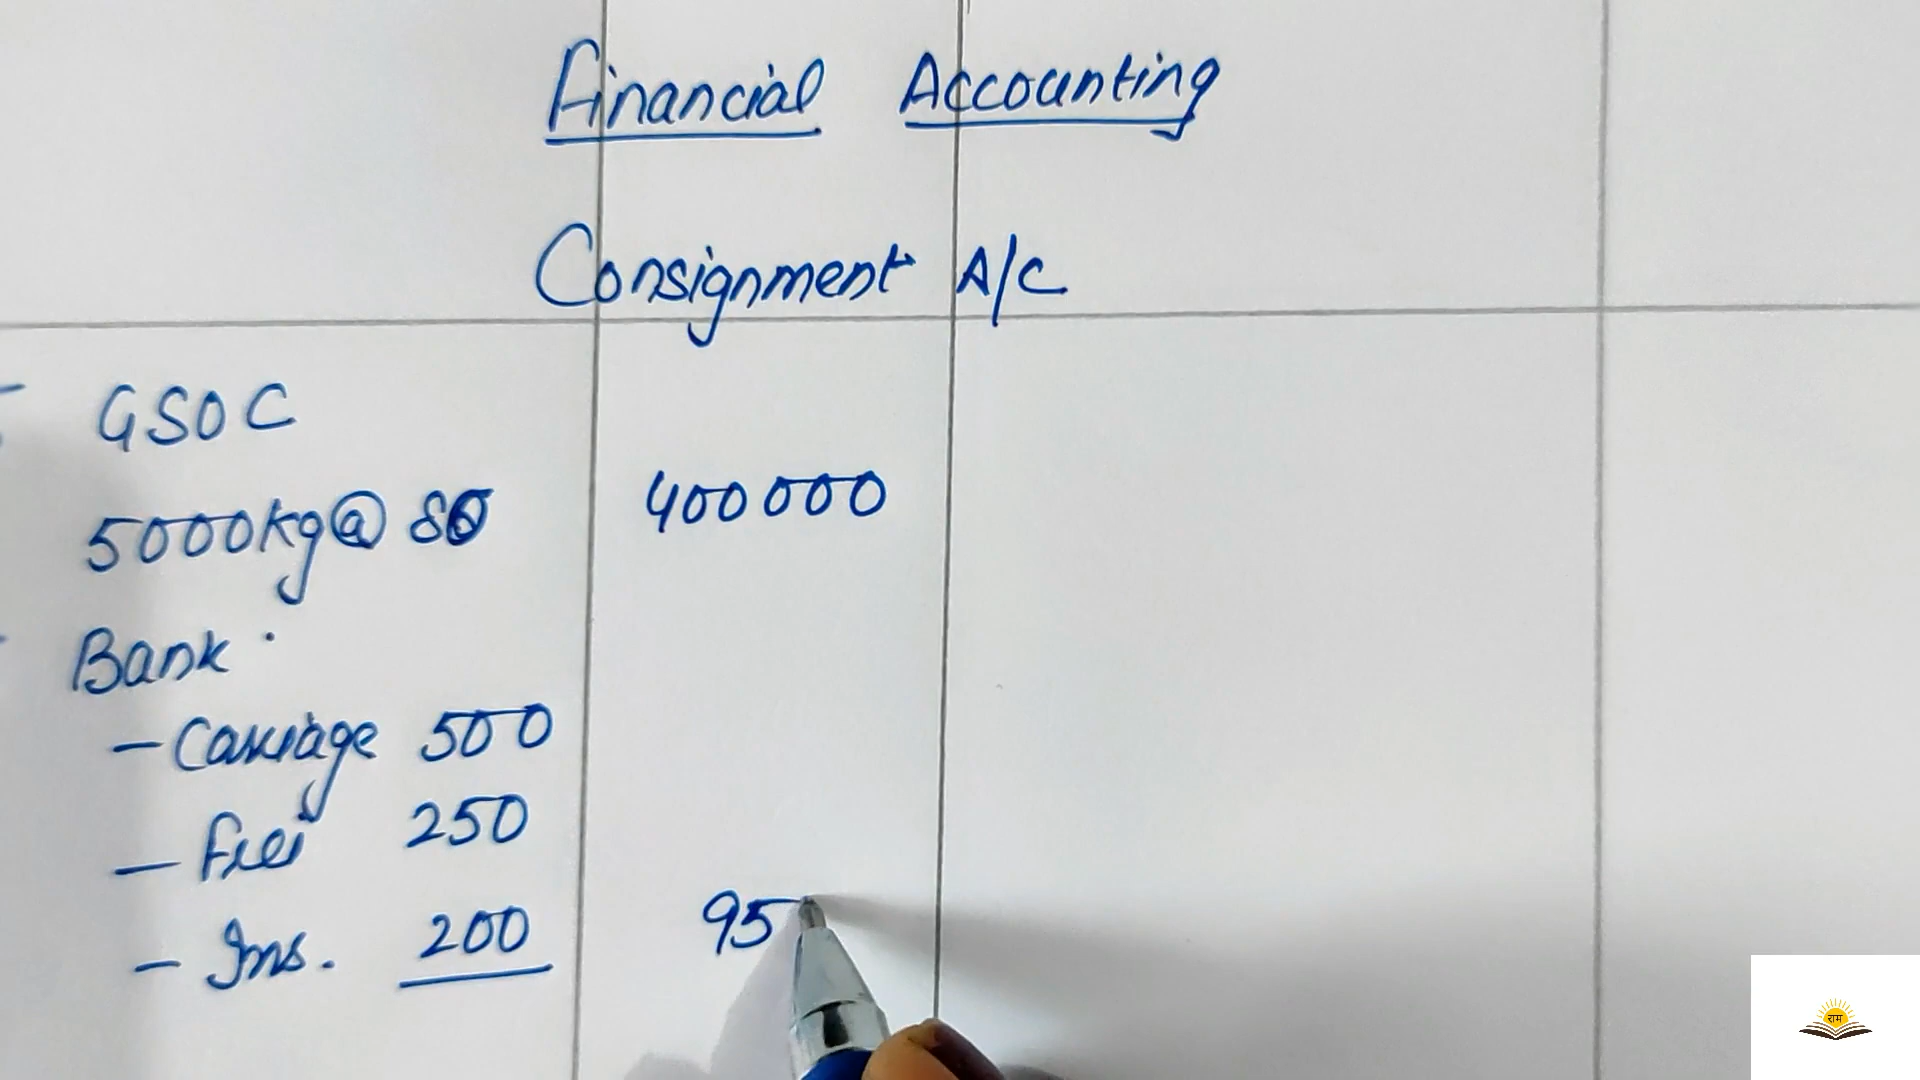 Financial Accounting
Consignment A/C
GSOC
5000kg@ 80 400000
Bank
- Carriage 500
- Frei 250
- Ins. 200 95
राम